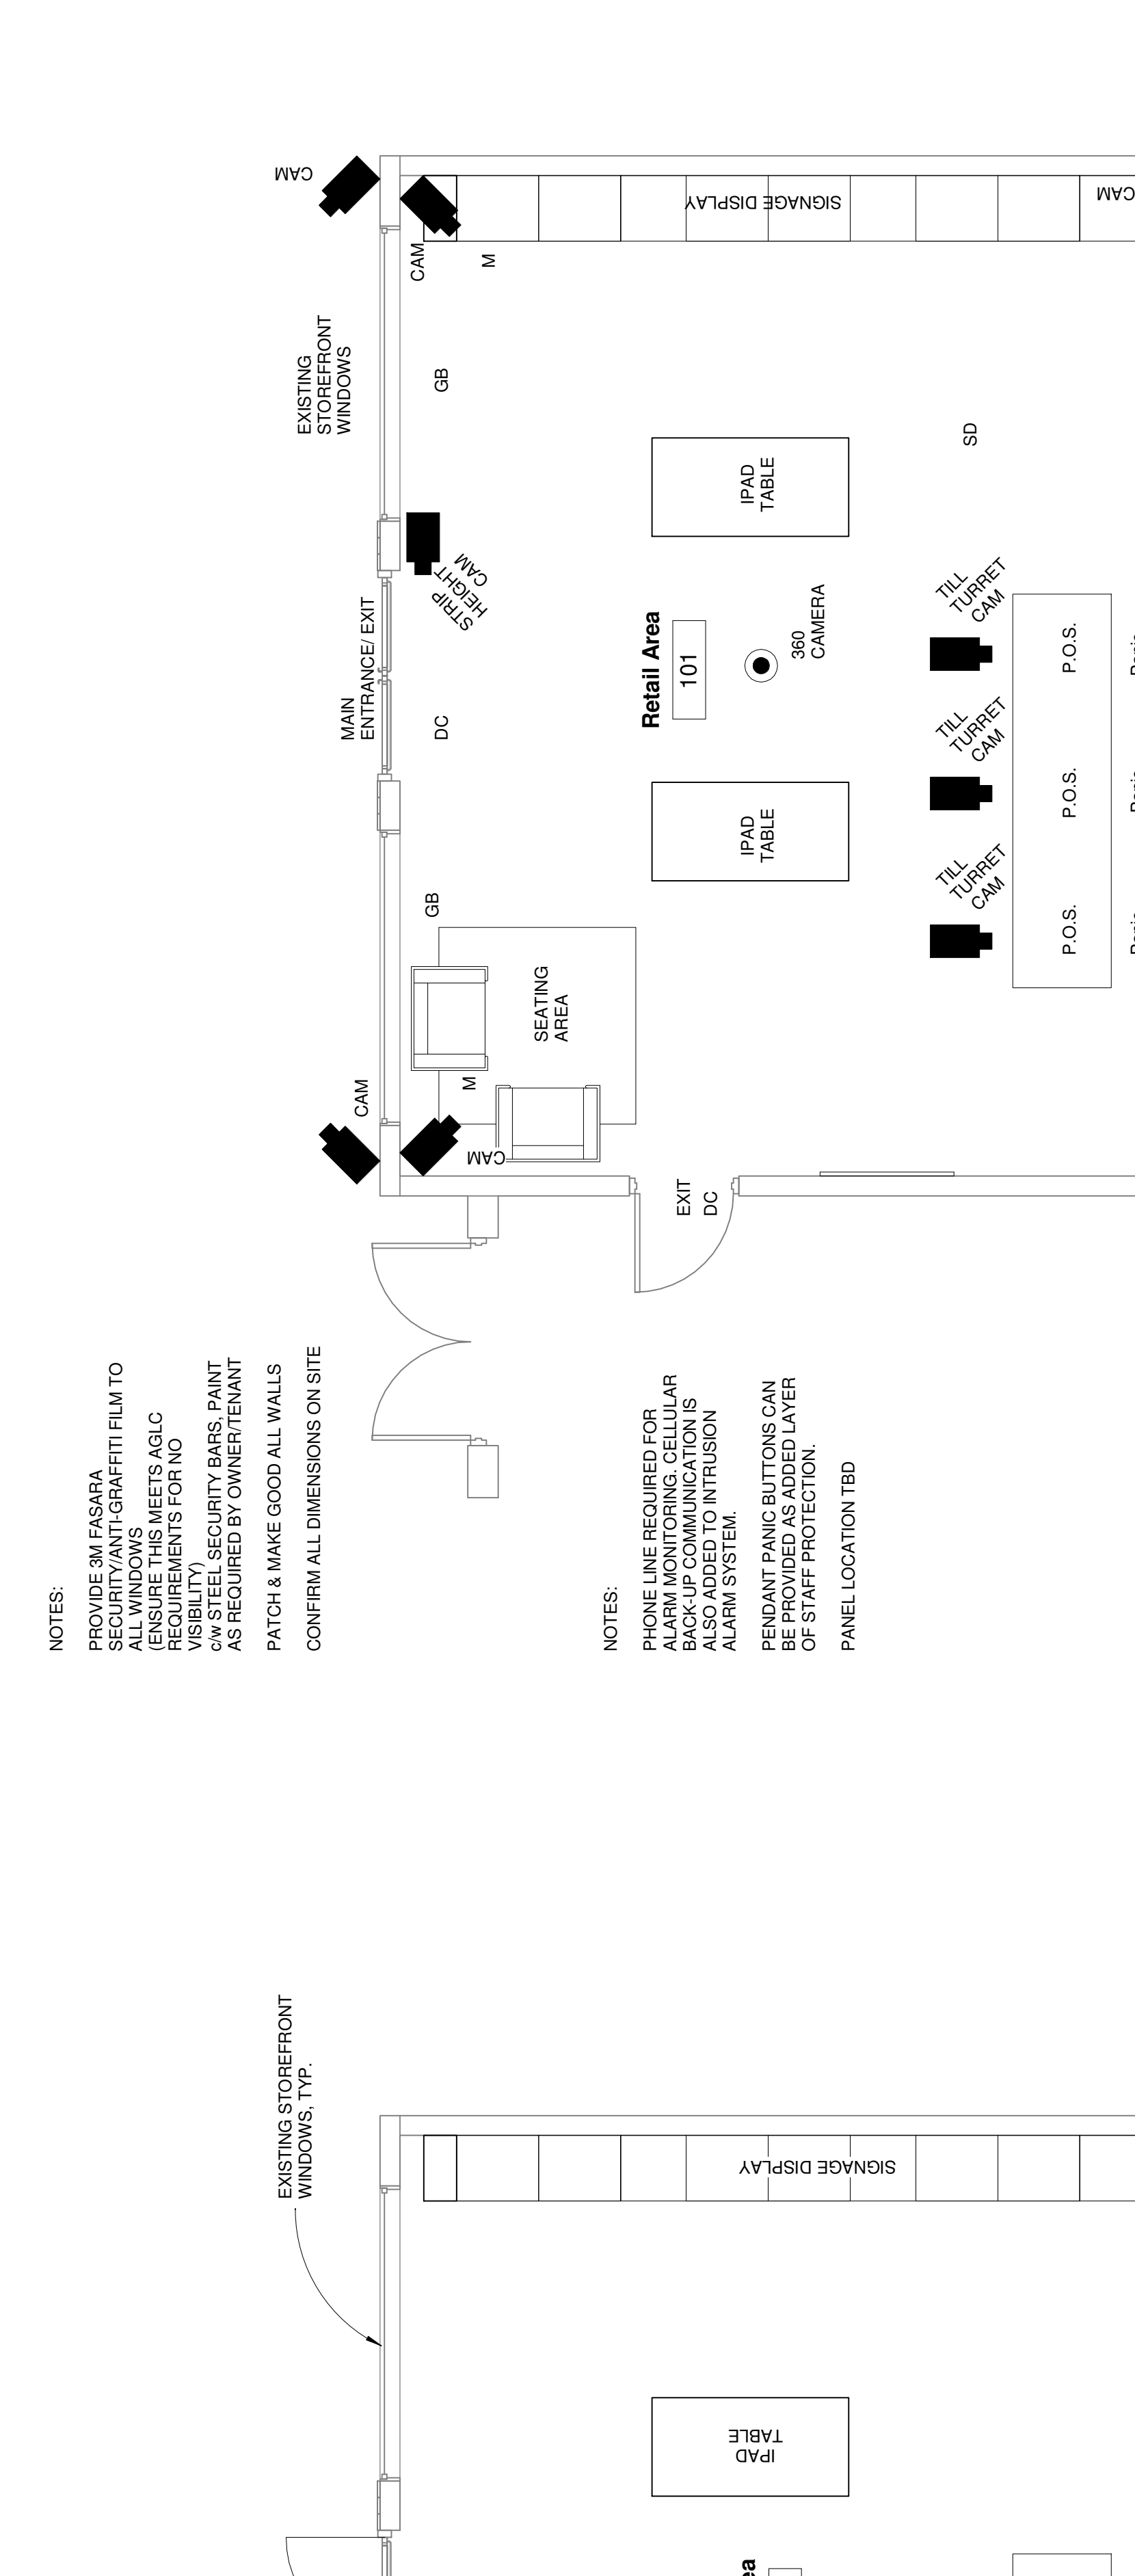 NOTES:
PROVIDE 3M FASARA
SECURITY/ANTI-GRAFFITI FILM TO
ALL WINDOWS
(ENSURE THIS MEETS AGLC
REQUIREMENTS FOR NO
VISIBILITY)
c/w STEEL SECURITY BARS, PAINT
AS REQUIRED BY OWNER/TENANT
PATCH & MAKE GOOD ALL WALLS
CONFIRM ALL DIMENSIONS ON SITE
NOTES:
PHONE LINE REQUIRED FOR
ALARM MONITORING. CELLULAR
BACK-UP COMMUNICATION IS
ALSO ADDED TO INTRUSION
ALARM SYSTEM.
PENDANT PANIC BUTTONS CAN
BE PROVIDED AS ADDED LAYER
OF STAFF PROTECTION.
PANEL LOCATION TBD
CAM
CAM
M
EXISTING
STOREFRONT
WINDOWS
GB
STRIP
HEIGHT
CAM
MAIN
ENTRANCE/ EXIT
DC
GB
CAM
CAM
M
SEATING
AREA
EXIT
DC
SIGNAGE DISPLAY
CAM
IPAD
TABLE
SD
Retail Area
101
360
CAMERA
IPAD
TABLE
TILL
TURRET
CAM
TILL
TURRET
CAM
TILL
TURRET
CAM
P.O.S.
P.O.S.
P.O.S.
EXISTING STOREFRONT
WINDOWS, TYP.
SIGNAGE DISPLAY
IPAD
TABLE
ea